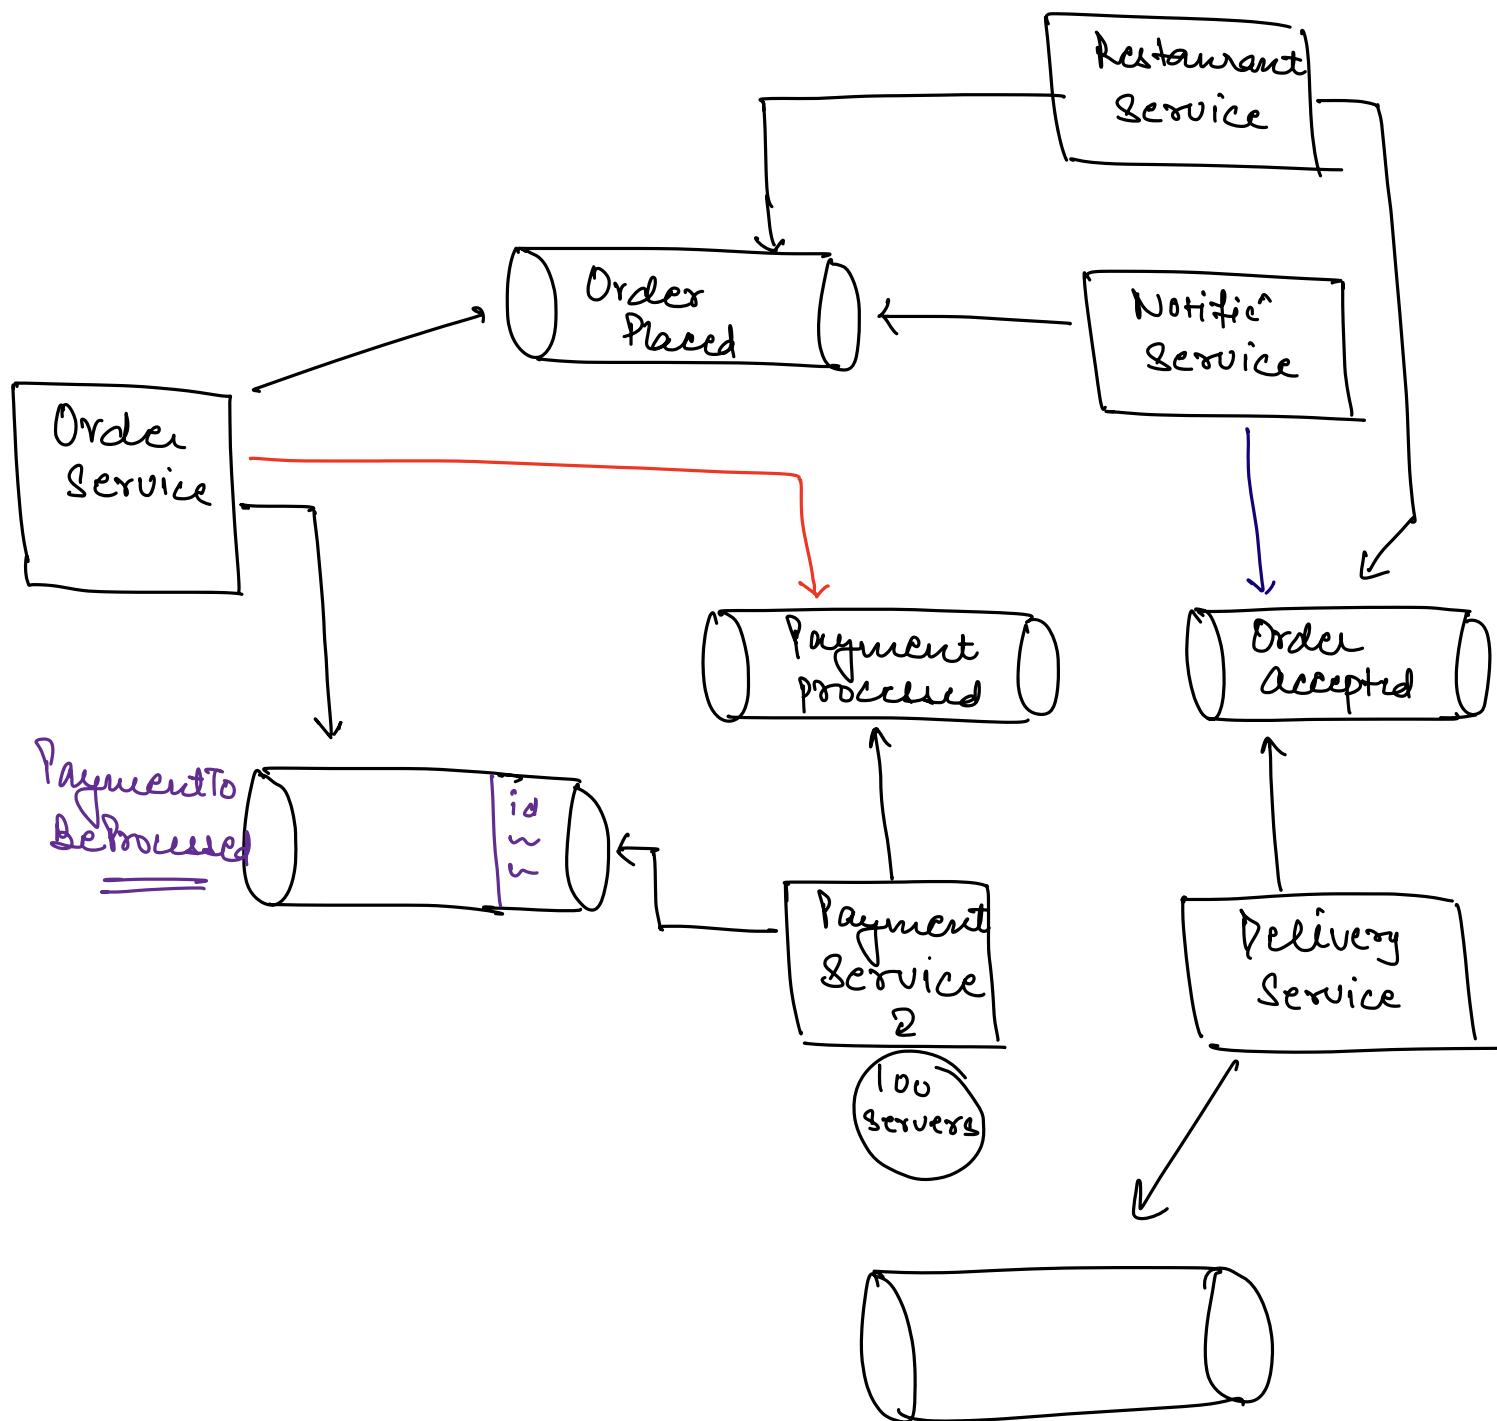 Restaurant
Service
Order
Placed
Notific^
Service
Order
Service
Payment
processed
Order
Accepted
PaymentTo
BeProcessed
id
Payment
Service
2
100
servers
Delivery
Service